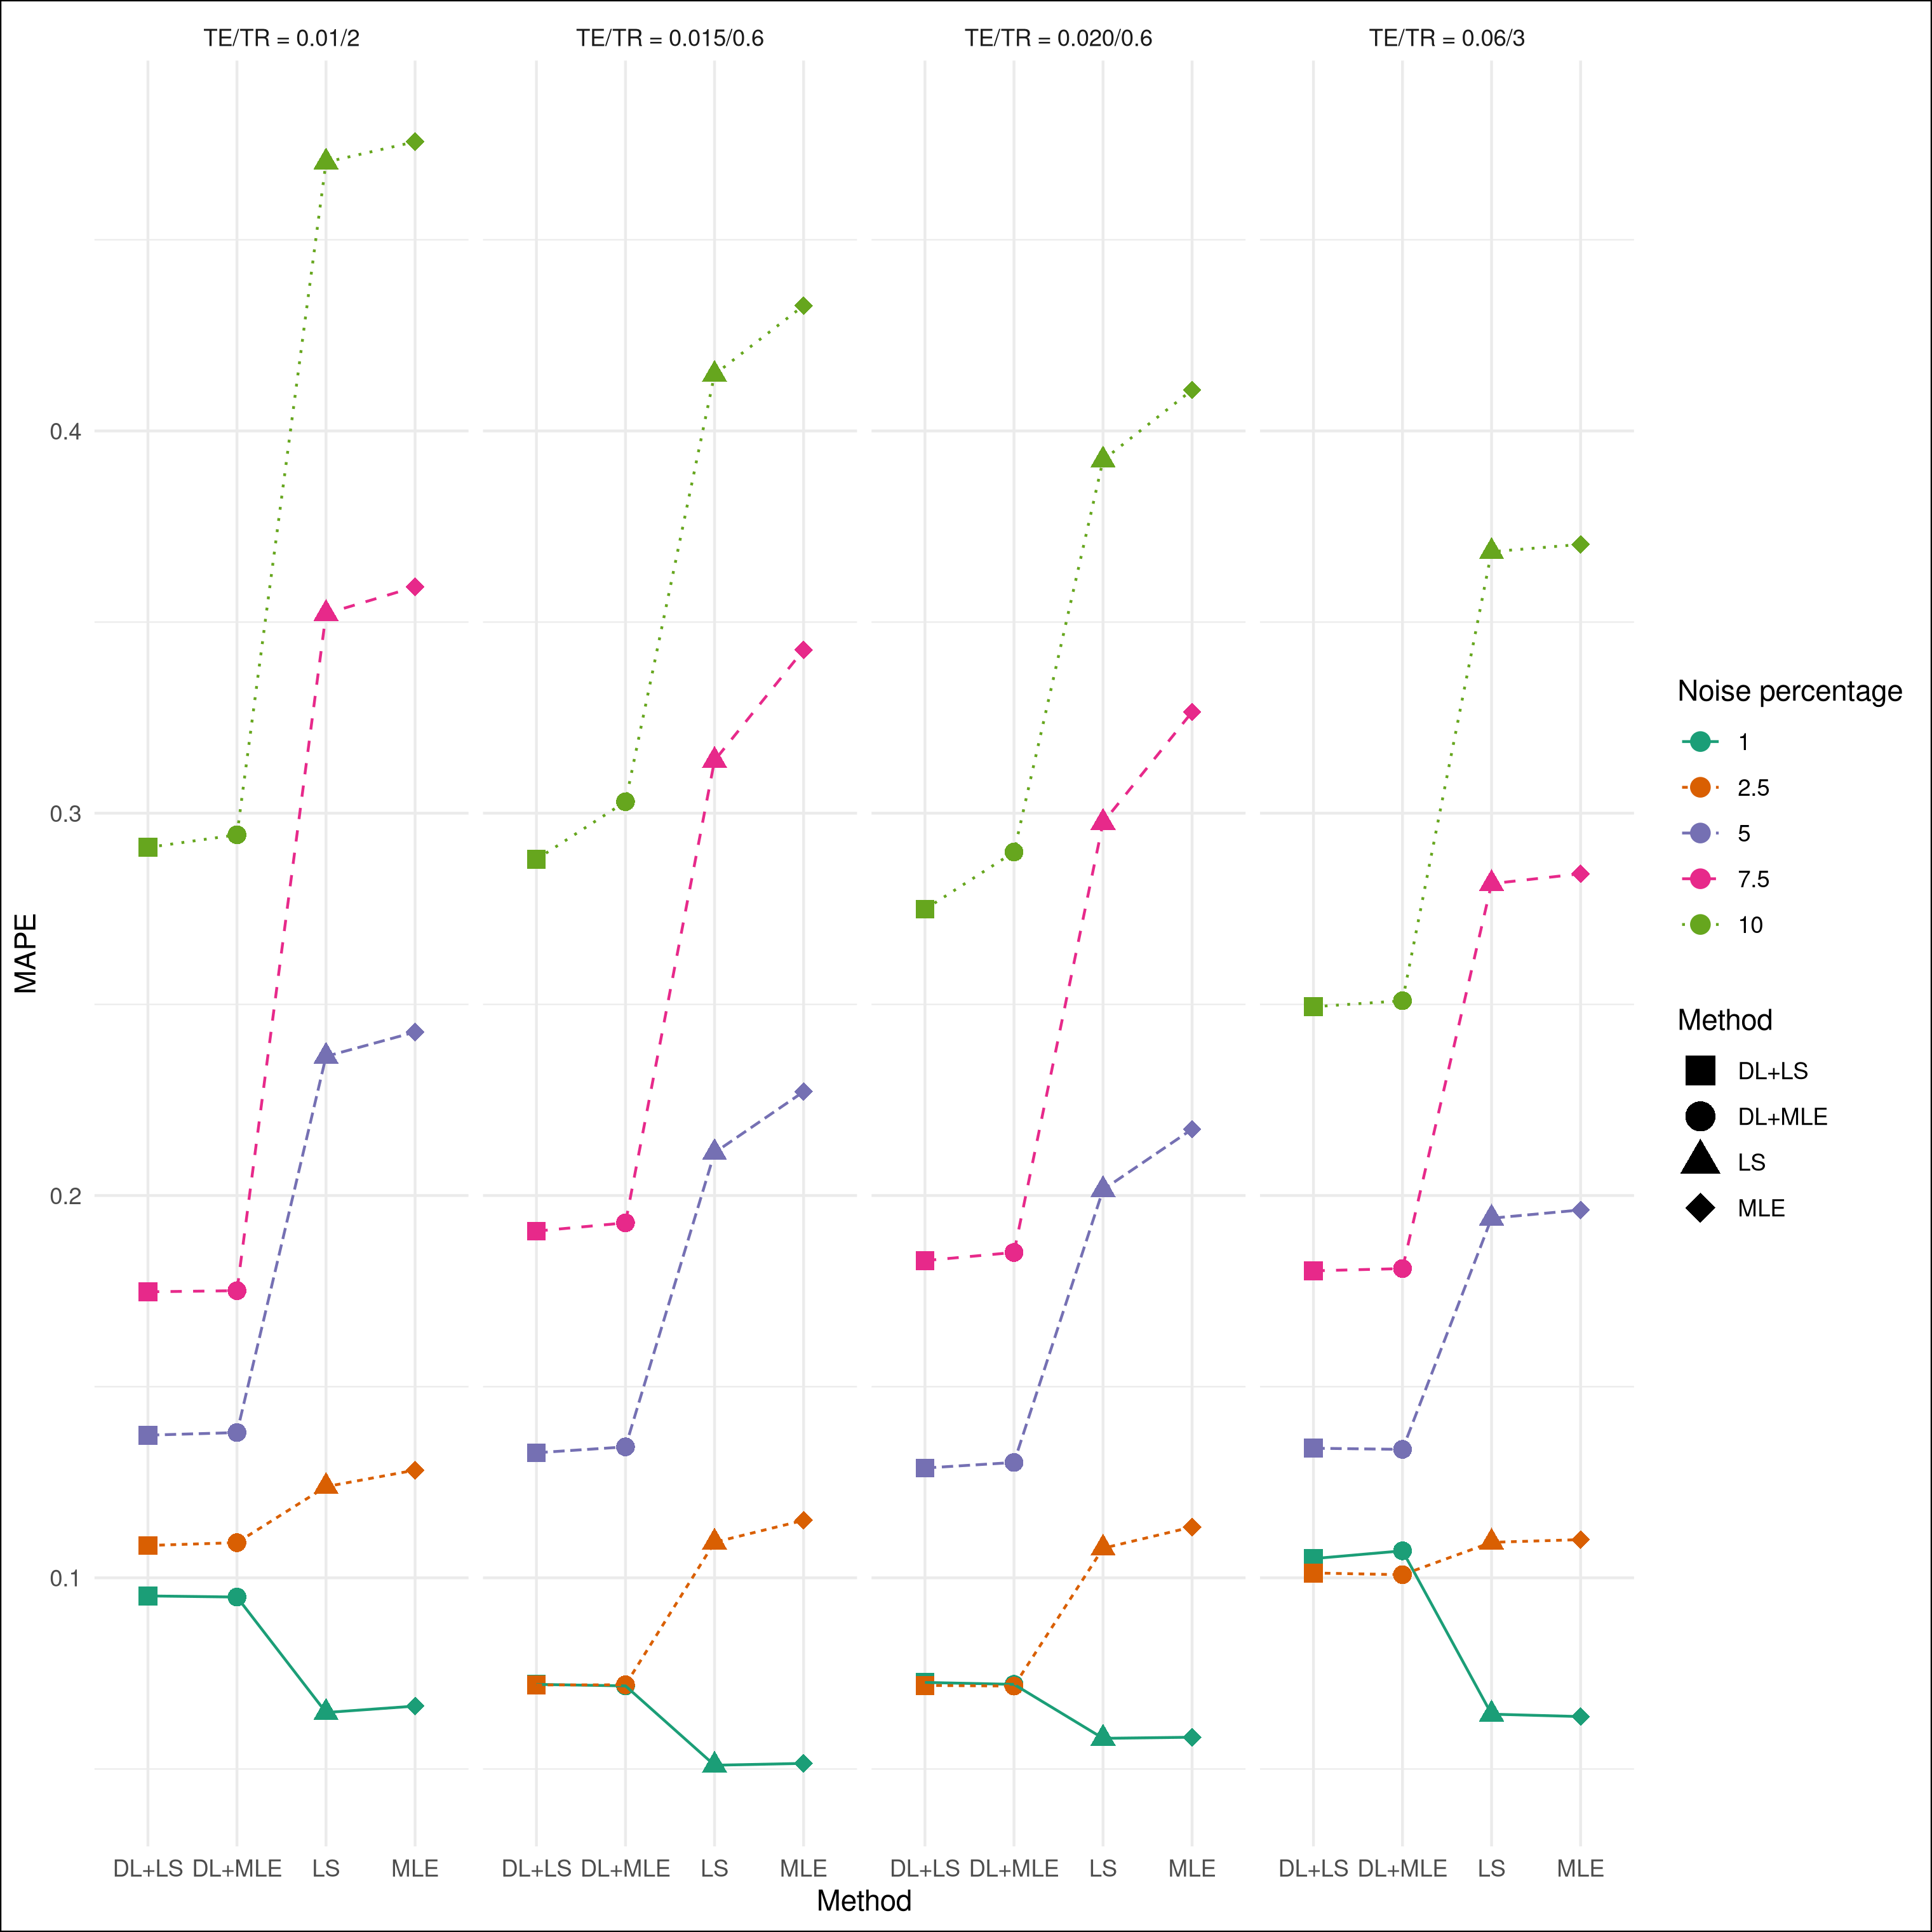 TE/TR = 0.01/2
TE/TR = 0.015/0.6
TE/TR = 0.020/0.6
TE/TR = 0.06/3
MAPE
0.4
0.3
0.2
0.1
DL+LS DL+MLE LS MLE
DL+LS DL+MLE LS MLE
DL+LS DL+MLE LS MLE
DL+LS DL+MLE LS MLE
Method
Noise percentage
1
2.5
5
7.5
10
Method
DL+LS
DL+MLE
LS
MLE